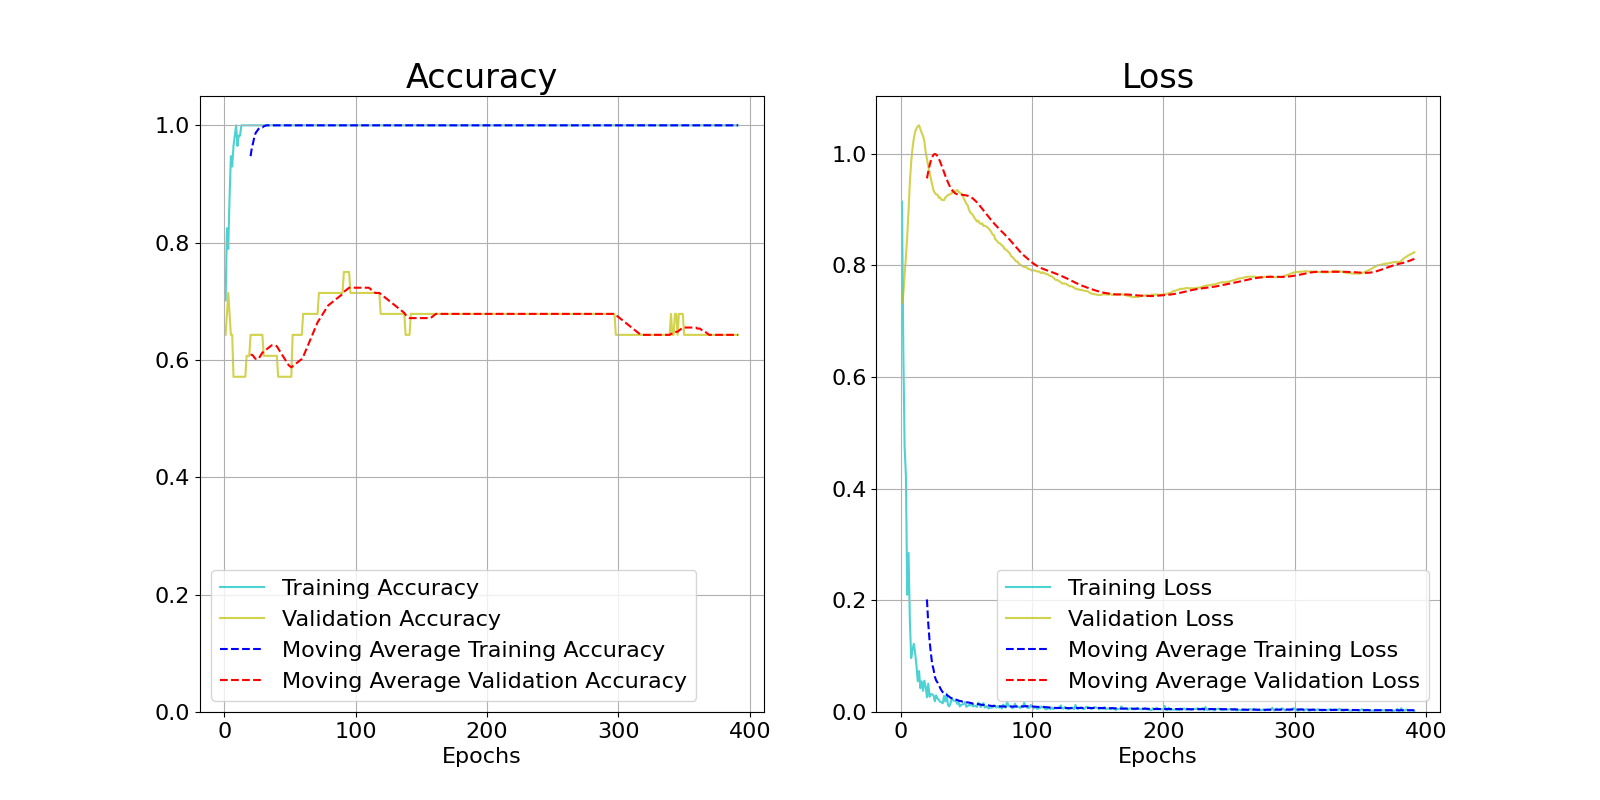 Accuracy
1.0
0.8
0.6
0.4
0.2
0.0
Training Accuracy
Validation Accuracy
Moving Average Training Accuracy
Moving Average Validation Accuracy
0 100 200 300 400
Epochs
Loss
1.0
0.8
0.6
0.4
0.2
0.0
Training Loss
Validation Loss
Moving Average Training Loss
Moving Average Validation Loss
0 100 200 300 400
Epochs